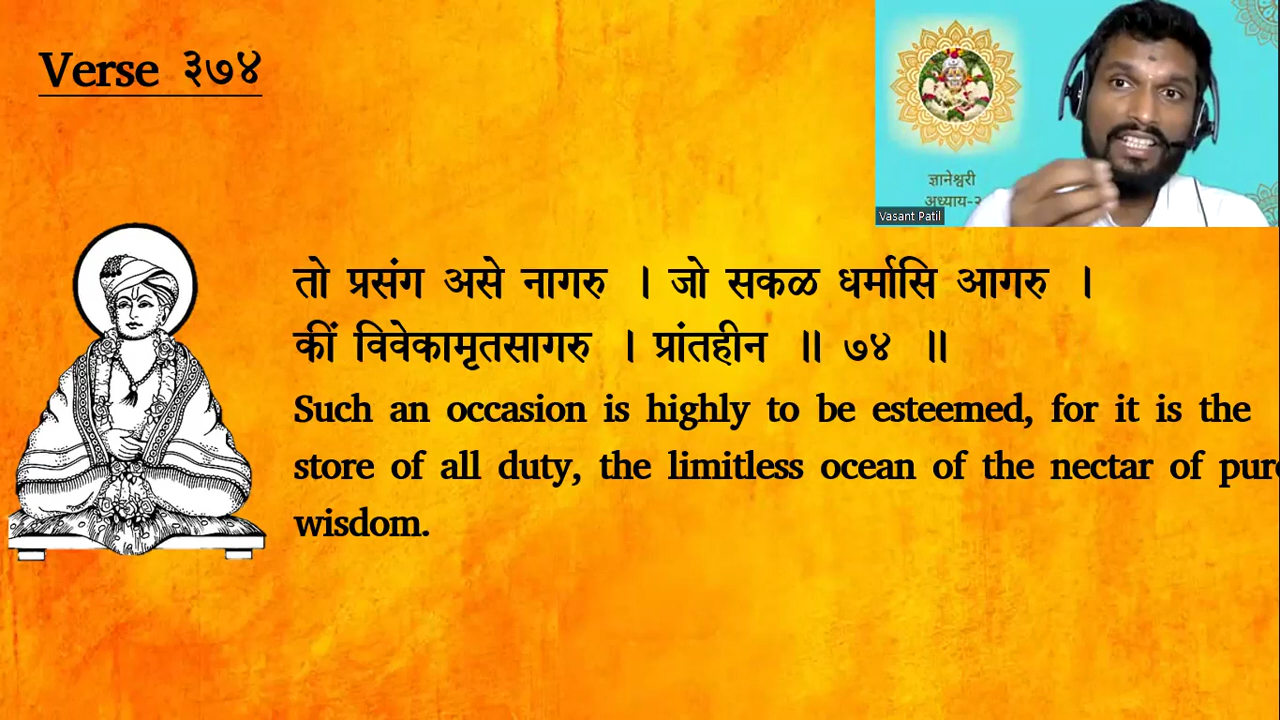 Verse ३७४
ज्ञानेश्वरी
अध्याय-२
Vasant Patil
तो प्रसंग असे नागरु । जो सकळ धर्मासि आगरु ।
कीं विवेकामृतसागरु । प्रांतहीन ॥ ७४ ॥
Such an occasion is highly to be esteemed, for it is the
store of all duty, the limitless ocean of the nectar of pure
wisdom.